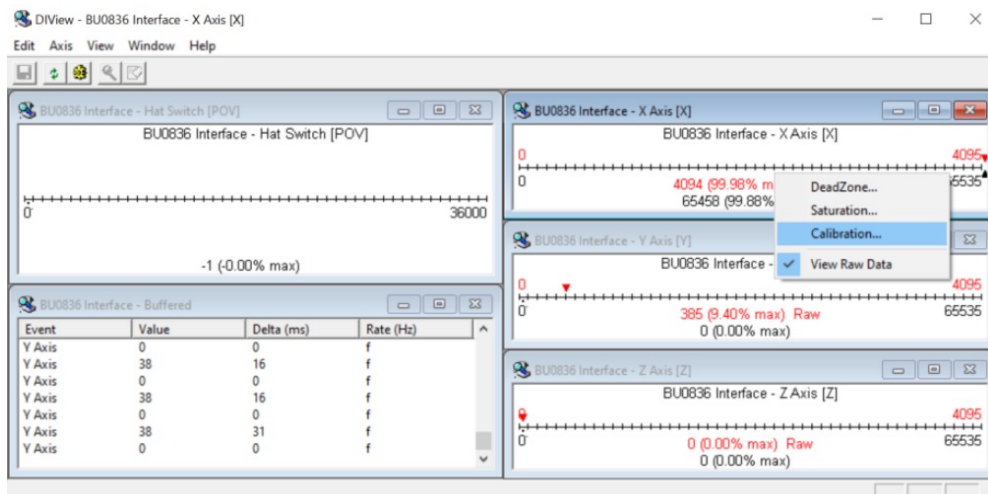 DIView - BU0836 Interface - X Axis [X]
Edit Axis View Window Help
BU0836 Interface - Hat Switch [POV]
BU0836 Interface - Hat Switch [POV]
0 36000
-1 (-0.00% max)
BU0836 Interface - Buffered
Event Value Delta (ms) Rate (Hz)
Y Axis 0 0 f
Y Axis 38 16 f
Y Axis 0 0 f
Y Axis 38 16 f
Y Axis 0 0 f
Y Axis 38 31 f
Y Axis 0 0 f
BU0836 Interface - X Axis [X]
BU0836 Interface - X Axis [X]
0 4095
0 65535
4094 (99.98% m
65458 (99.88%
DeadZone...
Saturation...
Calibration...
View Raw Data
BU0836 Interface - Y Axis [Y]
BU0836 Interface -
0 4095
0 65535
385 (9.40% max) Raw
0 (0.00% max)
BU0836 Interface - Z Axis [Z]
BU0836 Interface - Z Axis [Z]
4095
0 65535
0 (0.00% max) Raw
0 (0.00% max)